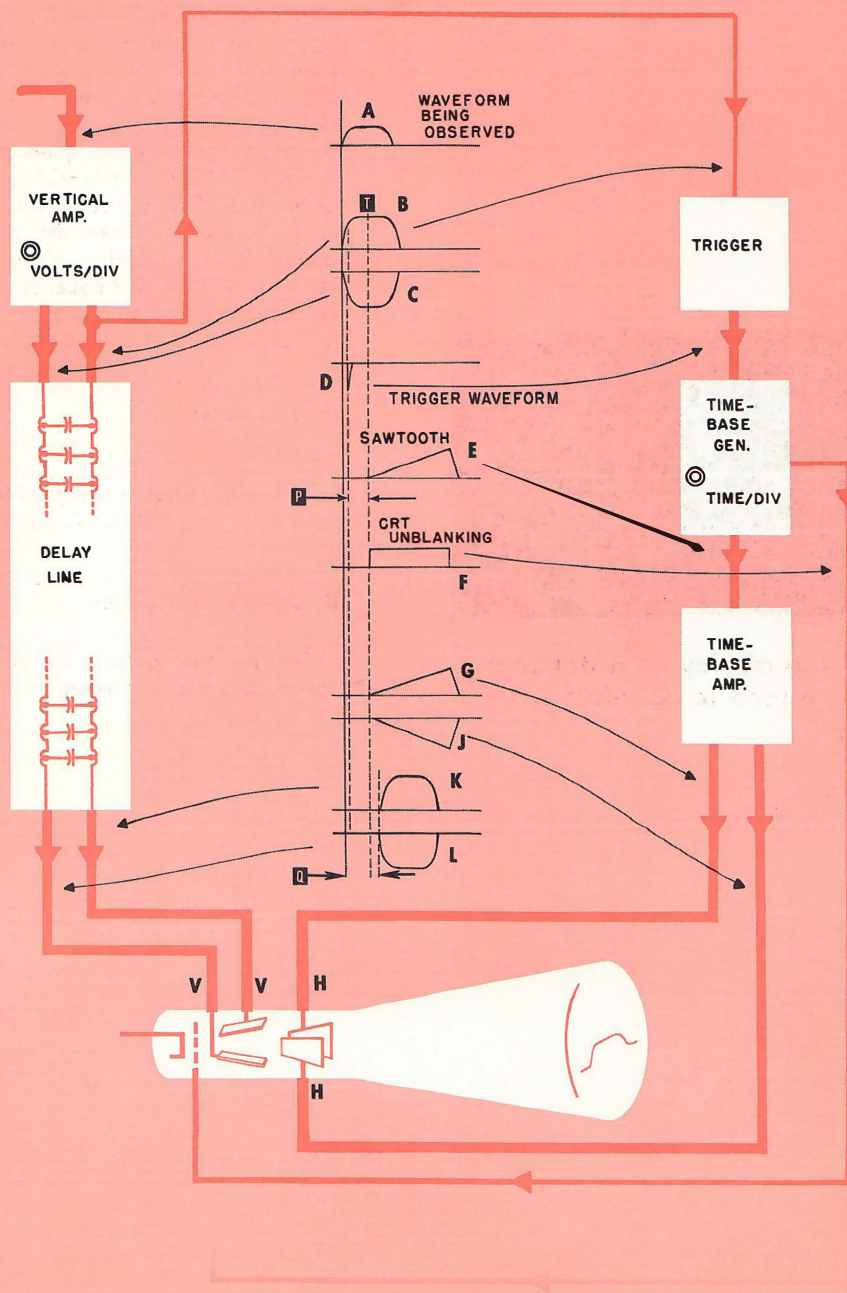 A
WAVEFORM
BEING
OBSERVED
VERTICAL
AMP.
VOLTS/DIV
T
B
C
TRIGGER
D
TRIGGER WAVEFORM
TIME-
BASE
GEN.
TIME/DIV
SAWTOOTH
E
P
CRT
UNBLANKING
F
DELAY
LINE
TIME-
BASE
AMP.
G
J
K
L
Q
V
V
H
H